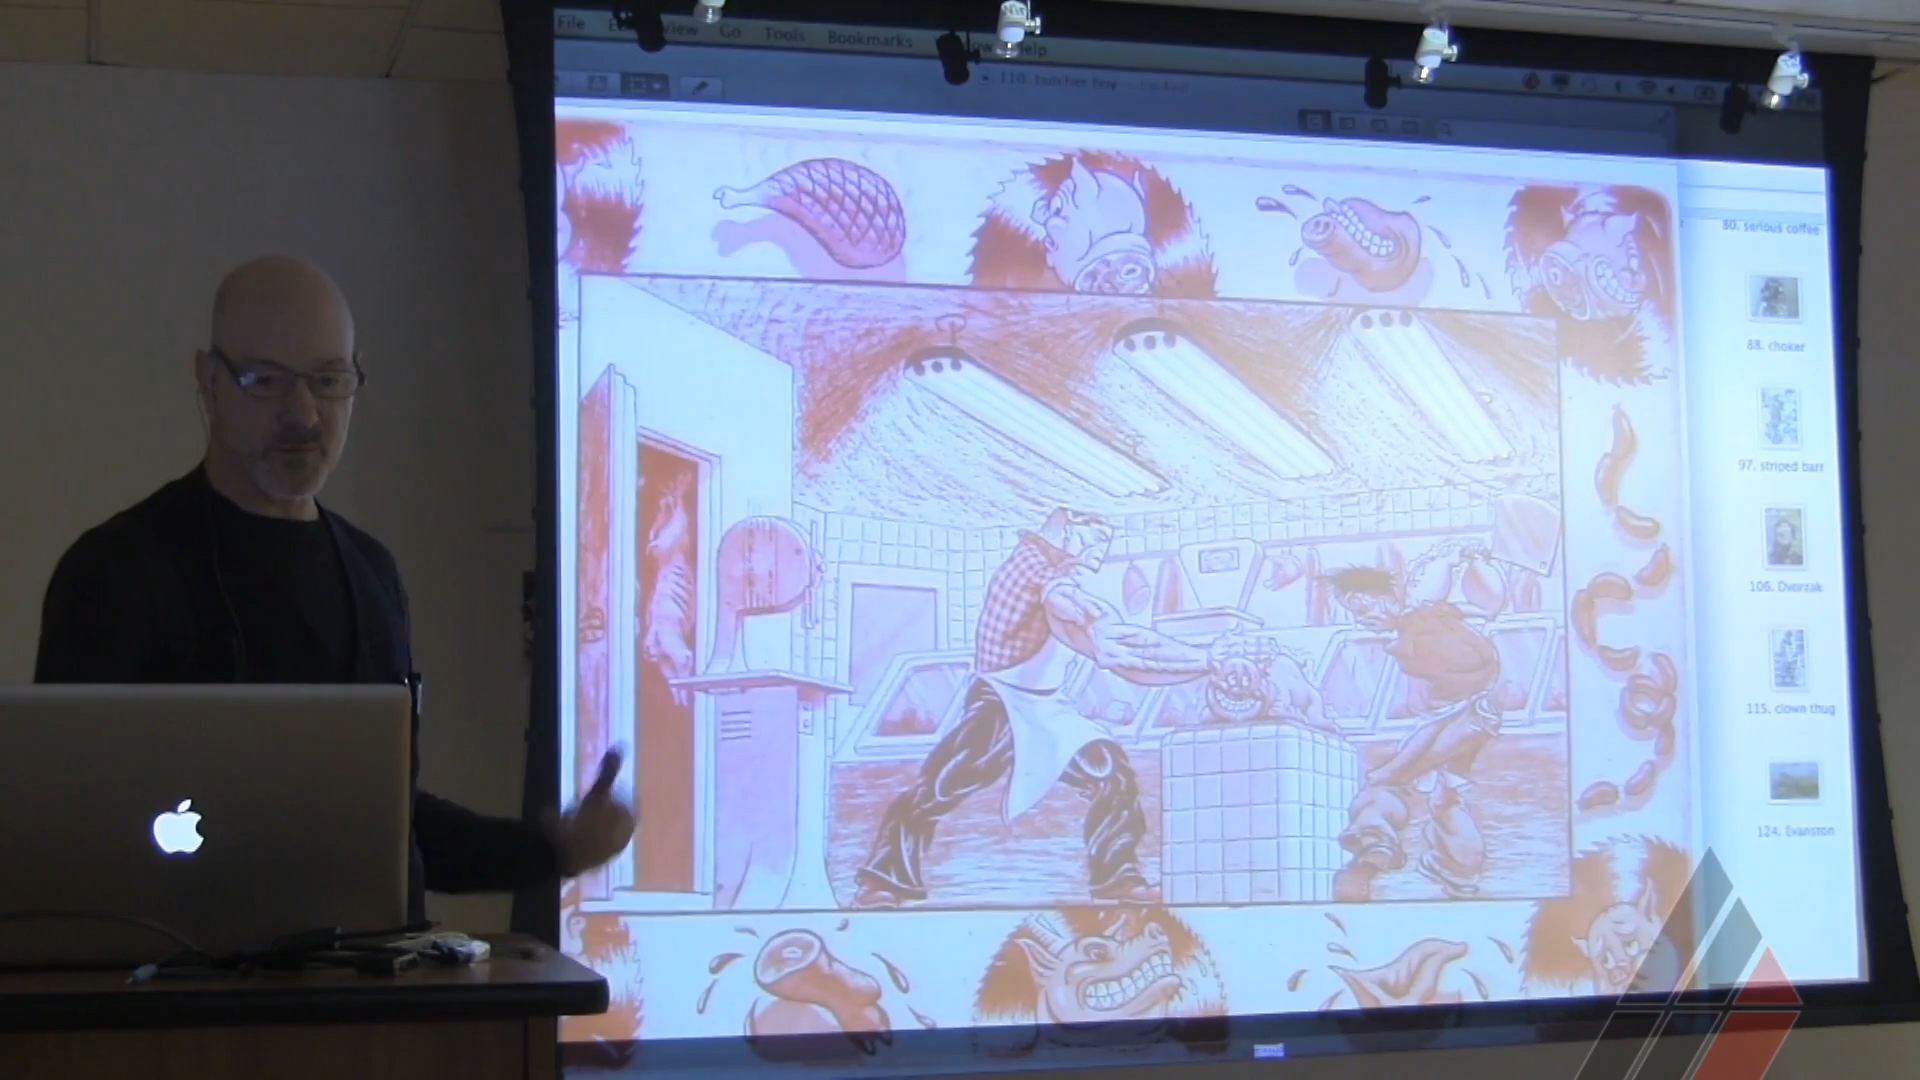 File
View
Go
Tools
Bookmarks
Help
110. butcher boy
80. serious coffee
88. choker
97. striped barr
106. Dvorzak
115. clown thug
124. Evanston